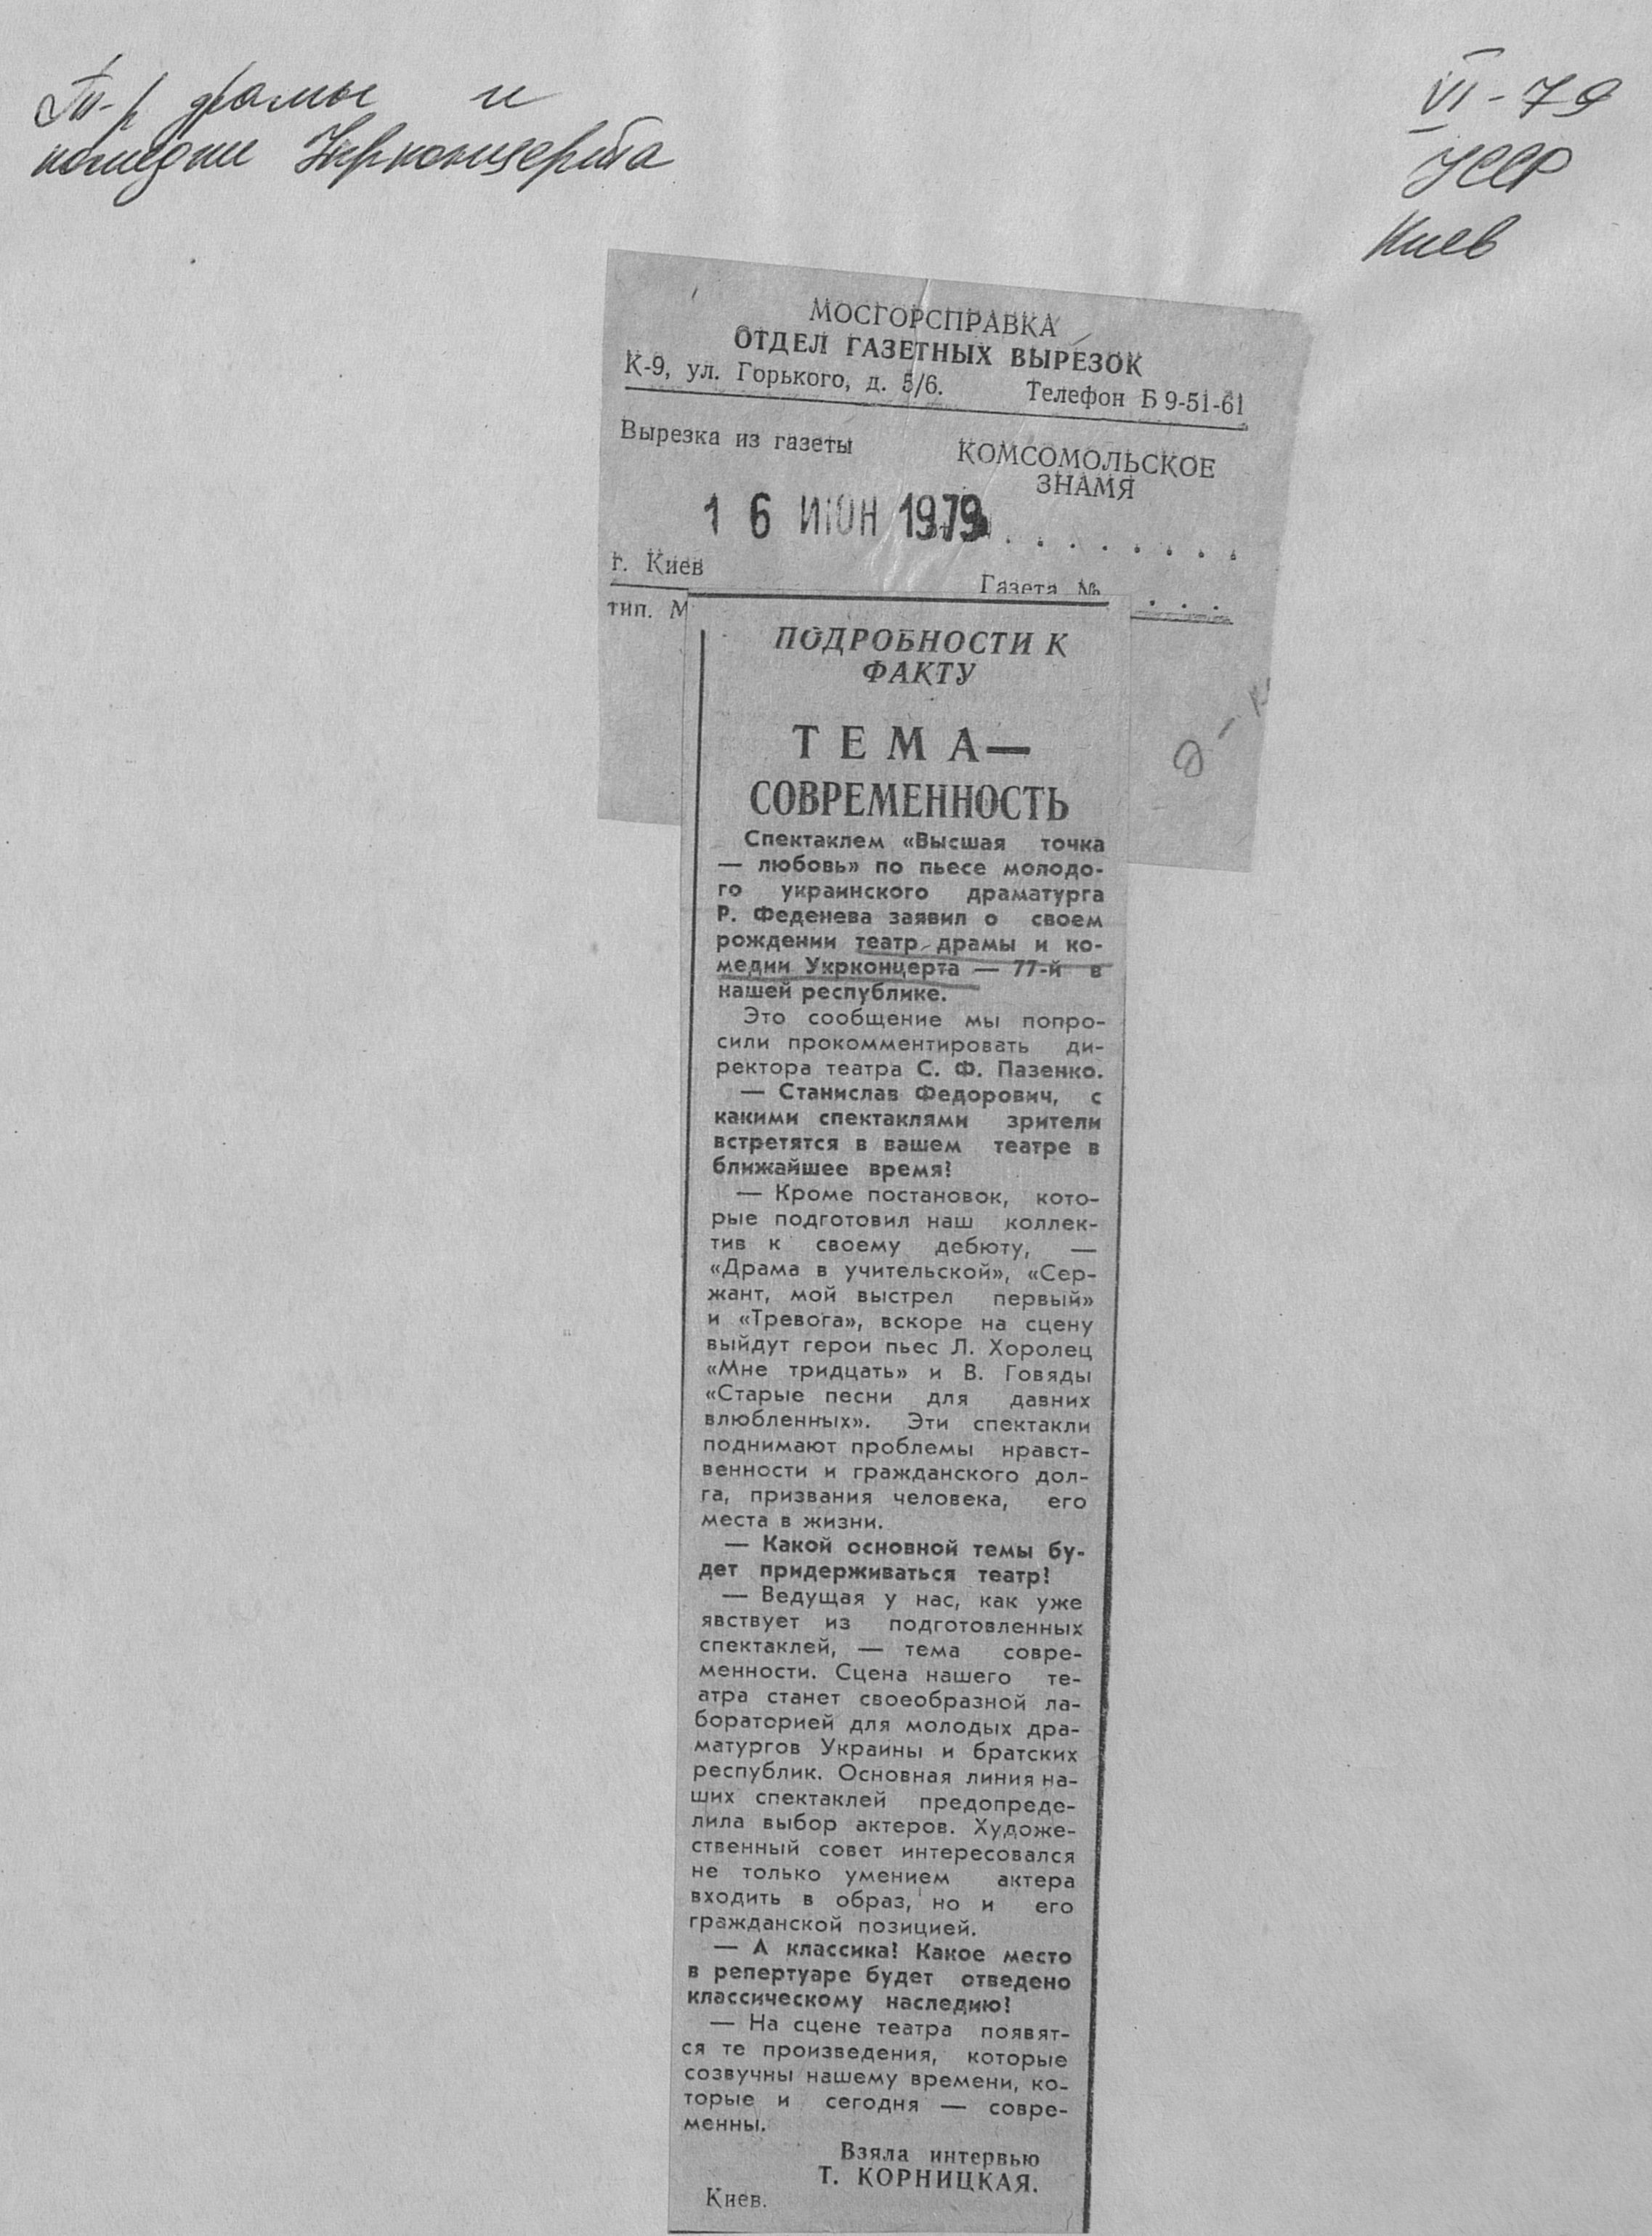 Т-р драмы и
комедии Укрконцерта
VI-79
УССР
Киев
МОСГОРСПРАВКА
ОТДЕЛ ГАЗЕТНЫХ ВЫРЕЗОК
К-9, ул. Горького, д. 5/6. Телефон Б 9-51-61
Вырезка из газеты
КОМСОМОЛЬСКОЕ
ЗНАМЯ
16 ИЮН 1979 . . . . . . . .
г. Киев
Газета № . . .
тип. М
ПОДРОБНОСТИ К
ФАКТУ
ТЕМА—
СОВРЕМЕННОСТЬ
Спектаклем «Высшая точка
— любовь» по пьесе молодо-
го украинского драматурга
Р. Феденева заявил о своем
рождении театр драмы и ко-
медии Укрконцерта — 77-й в
нашей республике.
Это сообщение мы попро-
сили прокомментировать ди-
ректора театра С. Ф. Пазенко.
— Станислав Федорович, с
какими спектаклями зрители
встретятся в вашем театре в
ближайшее время?
— Кроме постановок, кото-
рые подготовил наш коллек-
тив к своему дебюту, —
«Драма в учительской», «Сер-
жант, мой выстрел первый»
и «Тревога», вскоре на сцену
выйдут герои пьес Л. Хоролец
«Мне тридцать» и В. Говяды
«Старые песни для давних
влюбленных». Эти спектакли
поднимают проблемы нравст-
венности и гражданского дол-
га, призвания человека, его
места в жизни.
— Какой основной темы бу-
дет придерживаться театр?
— Ведущая у нас, как уже
явствует из подготовленных
спектаклей, — тема совре-
менности. Сцена нашего те-
атра станет своеобразной ла-
бораторией для молодых дра-
матургов Украины и братских
республик. Основная линия на-
ших спектаклей предопреде-
лила выбор актеров. Художе-
ственный совет интересовался
не только умением актера
входить в образ, но и его
гражданской позицией.
— А классика? Какое место
в репертуаре будет отведено
классическому наследию?
— На сцене театра появят-
ся те произведения, которые
созвучны нашему времени, ко-
торые и сегодня — совре-
менны.
Взяла интервью
Т. КОРНИЦКАЯ.
Киев.